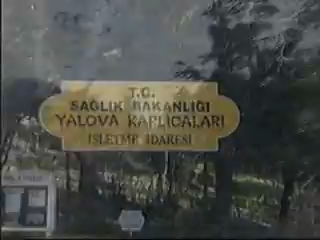 T.C.
SAĞLIK BAKANLIĞI
YALOVA KAPLICALARI
İŞLETME İDARESİ